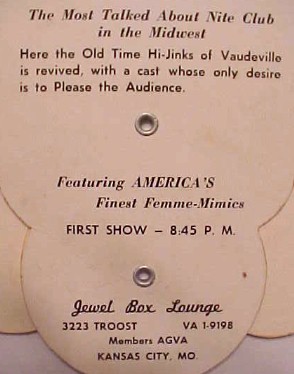 The Most Talked About Nite Club
in the Midwest
Here the Old Time Hi-Jinks of Vaudeville
is revived, with a cast whose only desire
is to Please the Audience.
Featuring AMERICA'S
Finest Femme-Mimics
FIRST SHOW – 8:45 P. M.
Jewel Box Lounge
3223 TROOST VA 1-9198
Members AGVA
KANSAS CITY, MO.